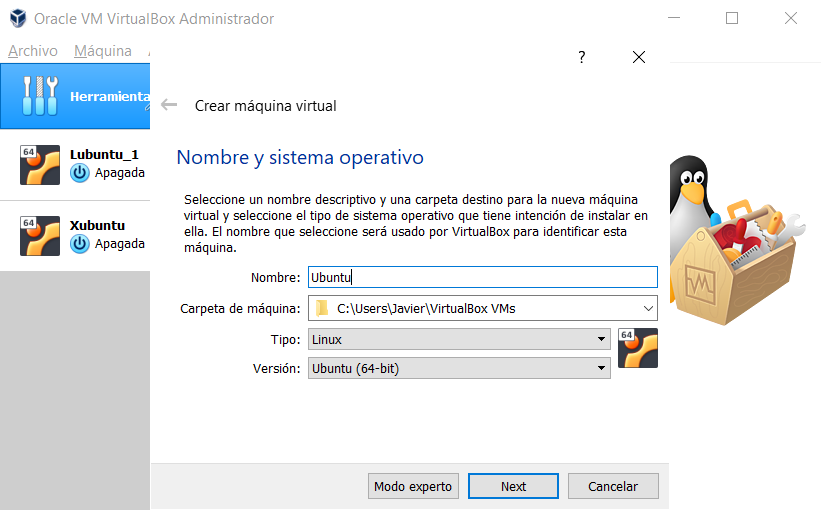 Oracle VM VirtualBox Administrador
Archivo Máquina
?
Herramienta
Crear máquina virtual
64
Lubuntu_1
Apagada
64
Xubuntu
Apagada
Nombre y sistema operativo
Seleccione un nombre descriptivo y una carpeta destino para la nueva máquina
virtual y seleccione el tipo de sistema operativo que tiene intención de instalar en
ella. El nombre que seleccione será usado por VirtualBox para identificar esta
máquina.
Nombre: Ubuntu
Carpeta de máquina: C:\Users\Javier\VirtualBox VMs
Tipo: Linux
64
Versión: Ubuntu (64-bit)
Modo experto Next Cancelar